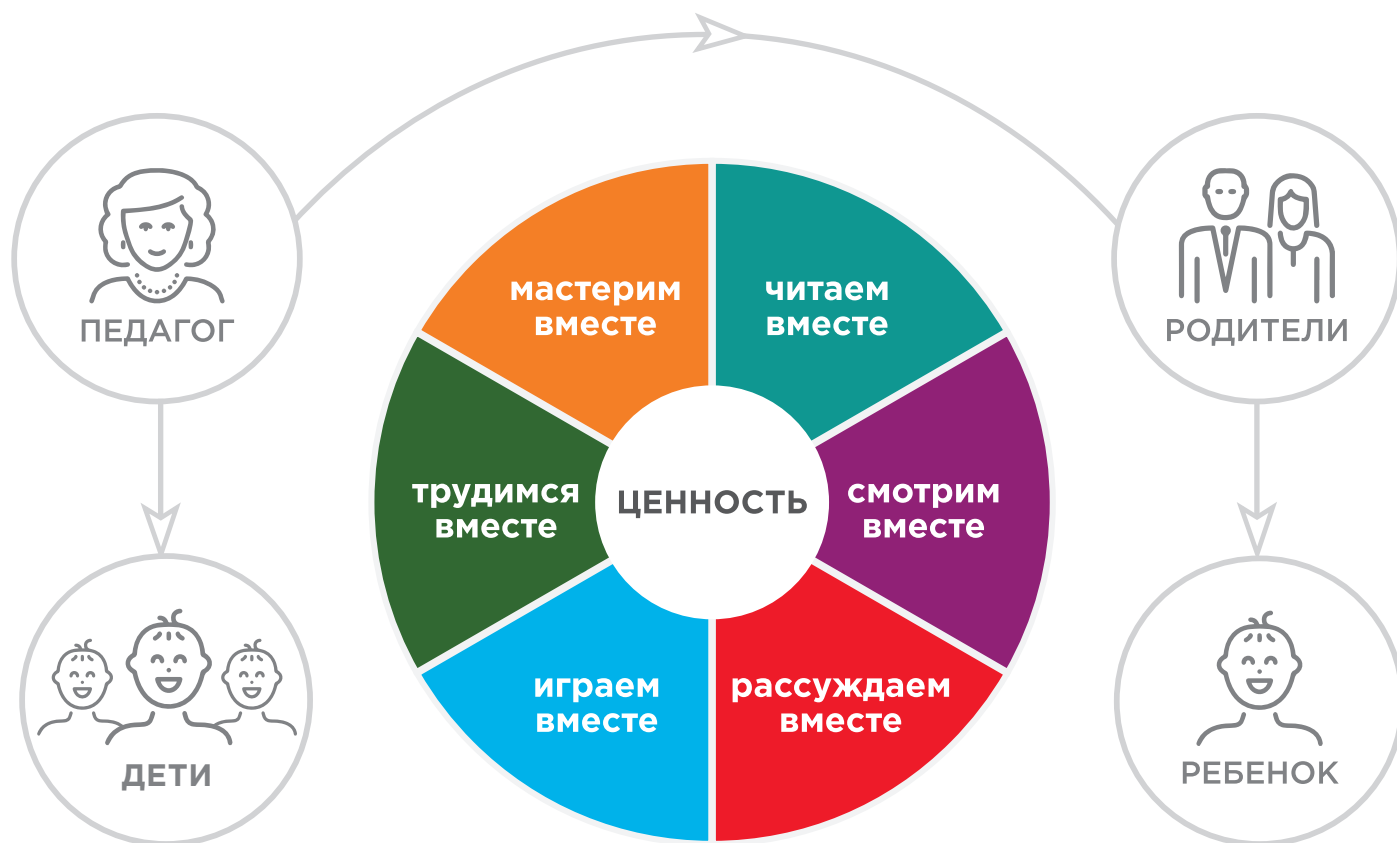 ПЕДАГОГ
РОДИТЕЛИ
мастерим
вместе
читаем
вместе
трудимся
вместе
ЦЕННОСТЬ
смотрим
вместе
играем
вместе
рассуждаем
вместе
ДЕТИ
РЕБЕНОК